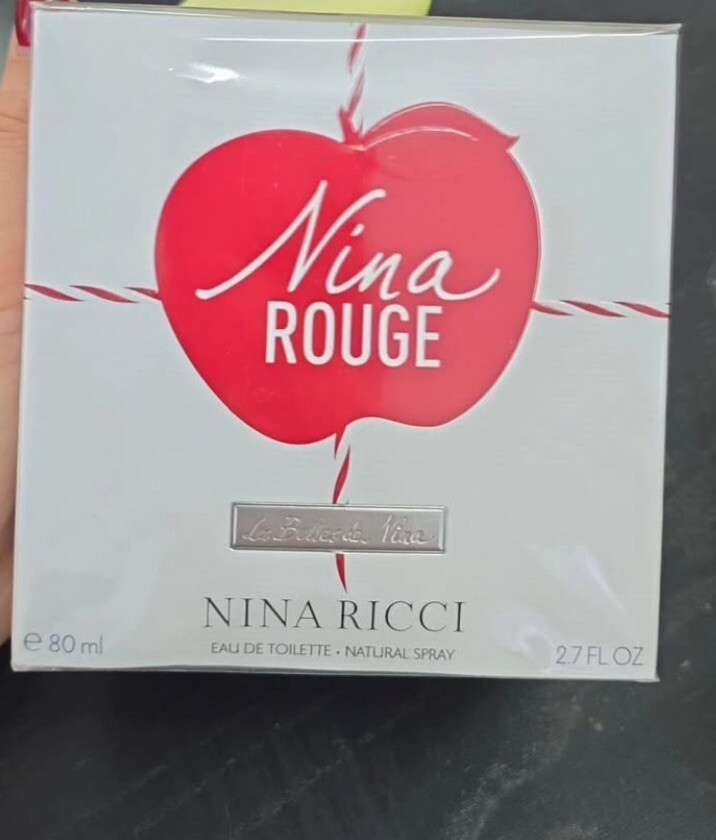 Nina
ROUGE
Les Belles de Nina
NINA RICCI
EAU DE TOILETTE • NATURAL SPRAY
℮ 80 ml
2.7 FL OZ